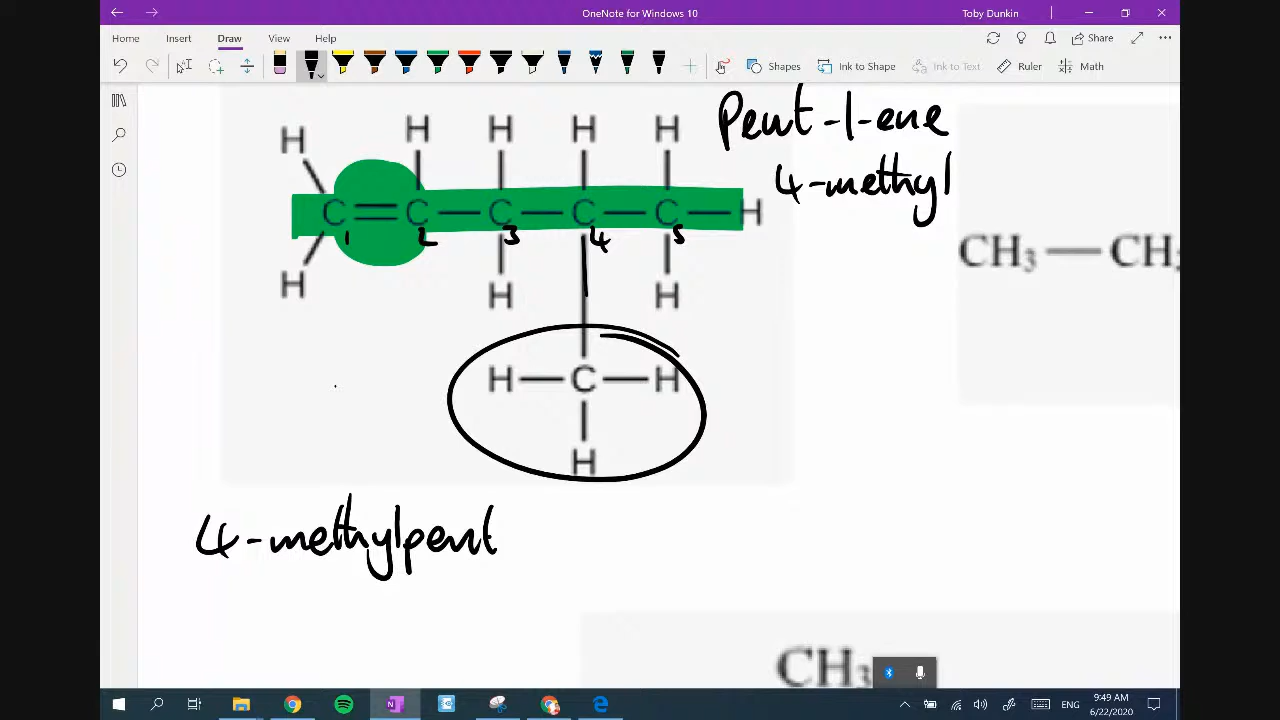 OneNote for Windows 10
Toby Dunkin
Home Insert Draw View Help
Share
Shapes Ink to Shape Ink to Text Ruler Math
Pent-1-ene
4-methyl
H H H H H
C C C C C H
1 2 3 4 5
H H H
H C H
H
CH3 CH2
4-methylpent
CH3
ENG
9:49 AM
6/22/2020